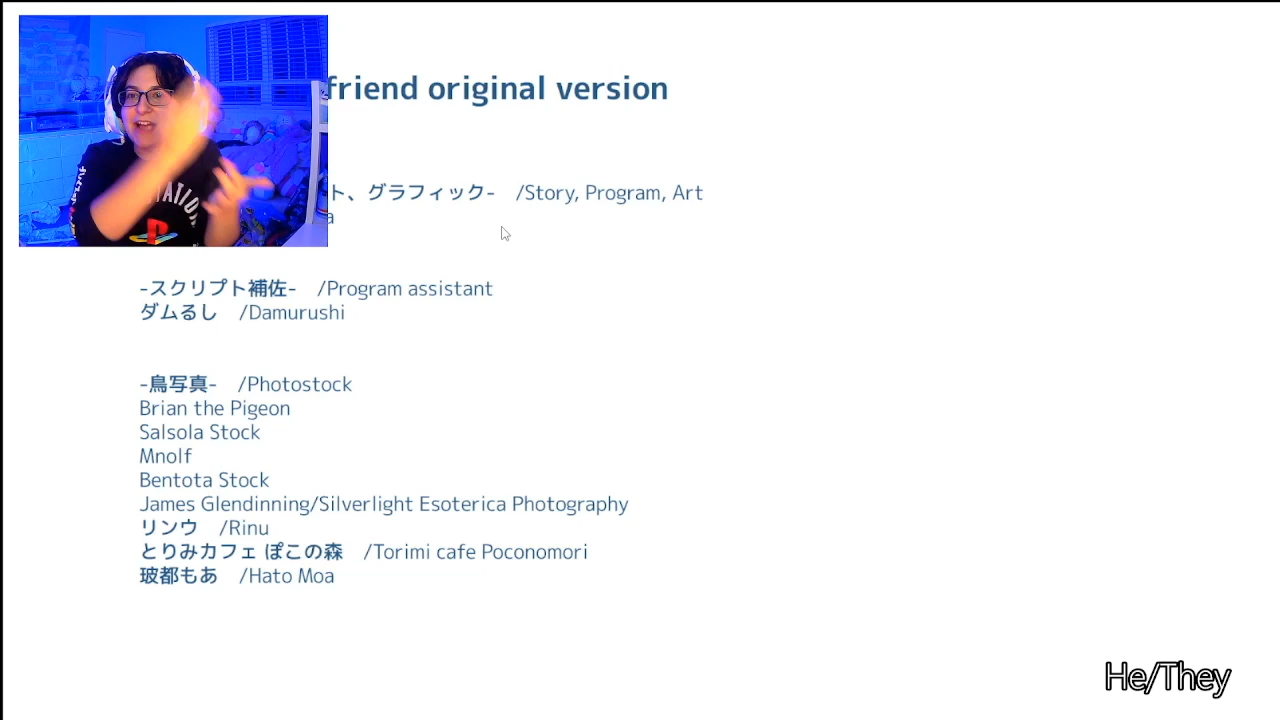 friend original version
ト、グラフィック- /Story, Program, Art
a
-スクリプト補佐- /Program assistant
ダムるし /Damurushi
-鳥写真- /Photostock
Brian the Pigeon
Salsola Stock
Mnolf
Bentota Stock
James Glendinning/Silverlight Esoterica Photography
リンウ /Rinu
とりみカフェ ぽこの森 /Torimi cafe Poconomori
玻都もあ /Hato Moa
He/They